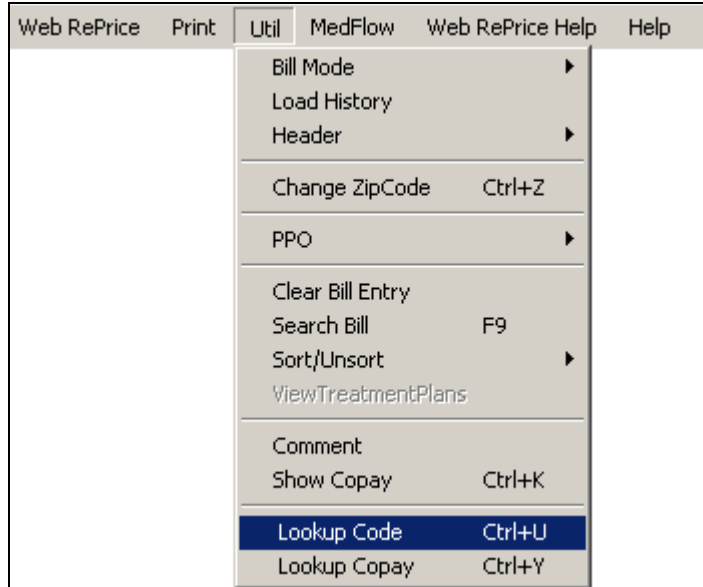 Web RePrice Print Util MedFlow Web RePrice Help Help
Bill Mode
Load History
Header
Change ZipCode Ctrl+Z
PPO
Clear Bill Entry
Search Bill F9
Sort/Unsort
ViewTreatmentPlans
Comment
Show Copay Ctrl+K
Lookup Code Ctrl+U
Lookup Copay Ctrl+Y